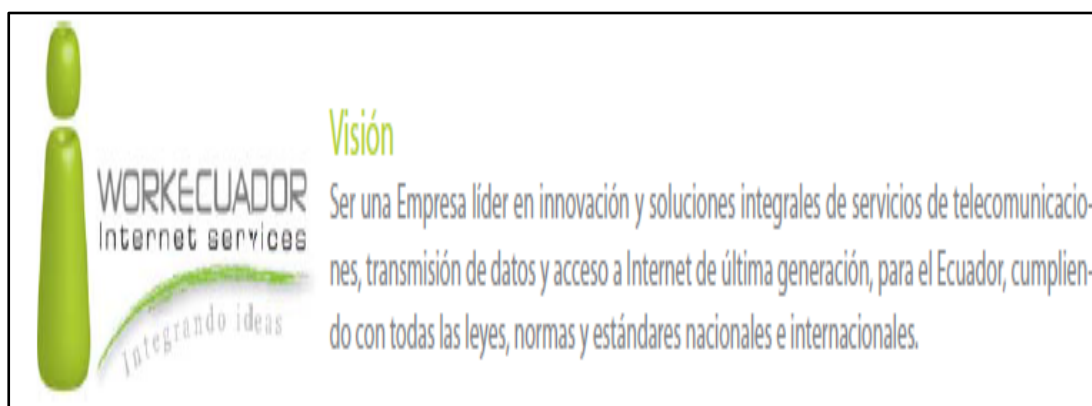 WORKECUADOR
Internet services
Integrando ideas
Visión
Ser una Empresa líder en innovación y soluciones integrales de servicios de telecomunicacio-
nes, transmisión de datos y acceso a Internet de última generación, para el Ecuador, cumplien-
do con todas las leyes, normas y estándares nacionales e internacionales.